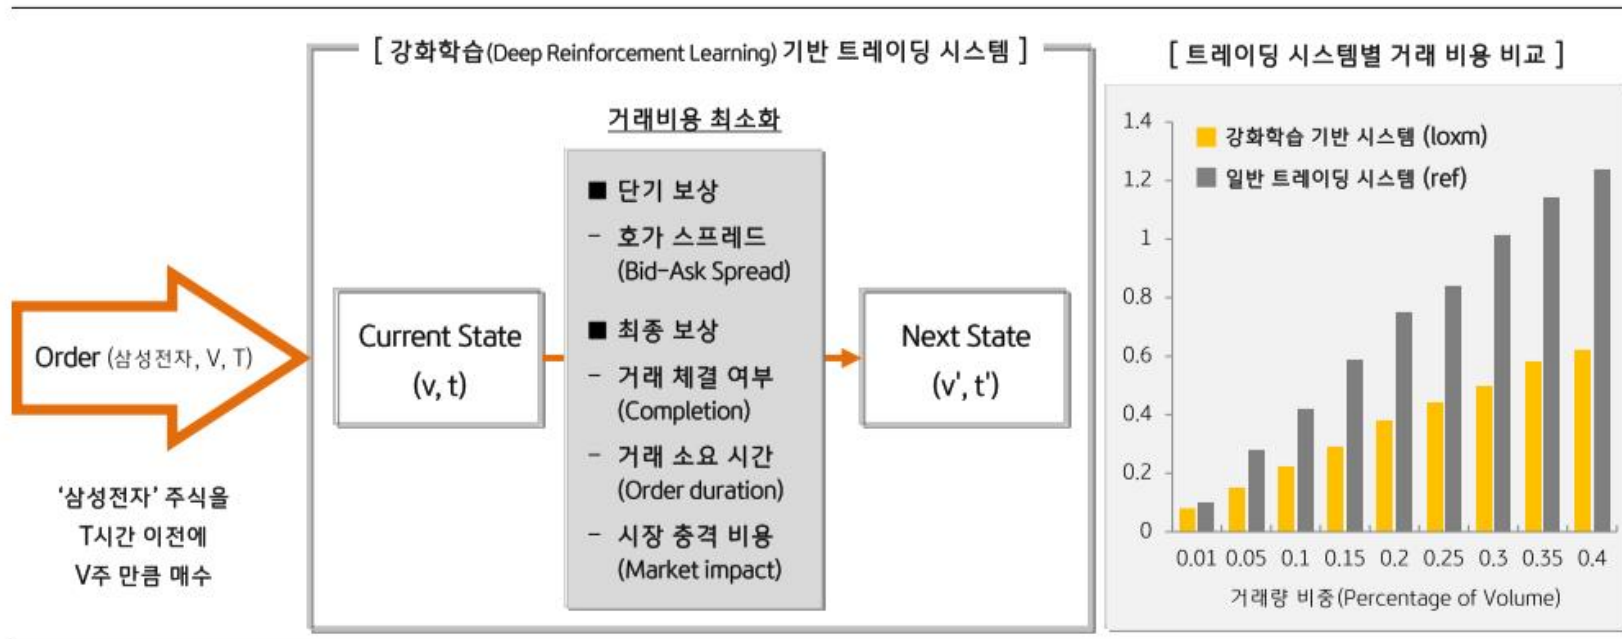 [ 강화학습(Deep Reinforcement Learning) 기반 트레이딩 시스템 ]
Order (삼성전자, V, T)
'삼성전자' 주식을
T시간 이전에
V주 만큼 매수
Current State
(v, t)
거래비용 최소화
■ 단기 보상
- 호가 스프레드
(Bid-Ask Spread)
■ 최종 보상
- 거래 체결 여부
(Completion)
- 거래 소요 시간
(Order duration)
- 시장 충격 비용
(Market impact)
Next State
(v', t')
[ 트레이딩 시스템별 거래 비용 비교 ]
강화학습 기반 시스템 (loxm)
일반 트레이딩 시스템 (ref)
1.4
1.2
1
0.8
0.6
0.4
0.2
0
0.01 0.05 0.1 0.15 0.2 0.25 0.3 0.35 0.4
거래량 비중(Percentage of Volume)